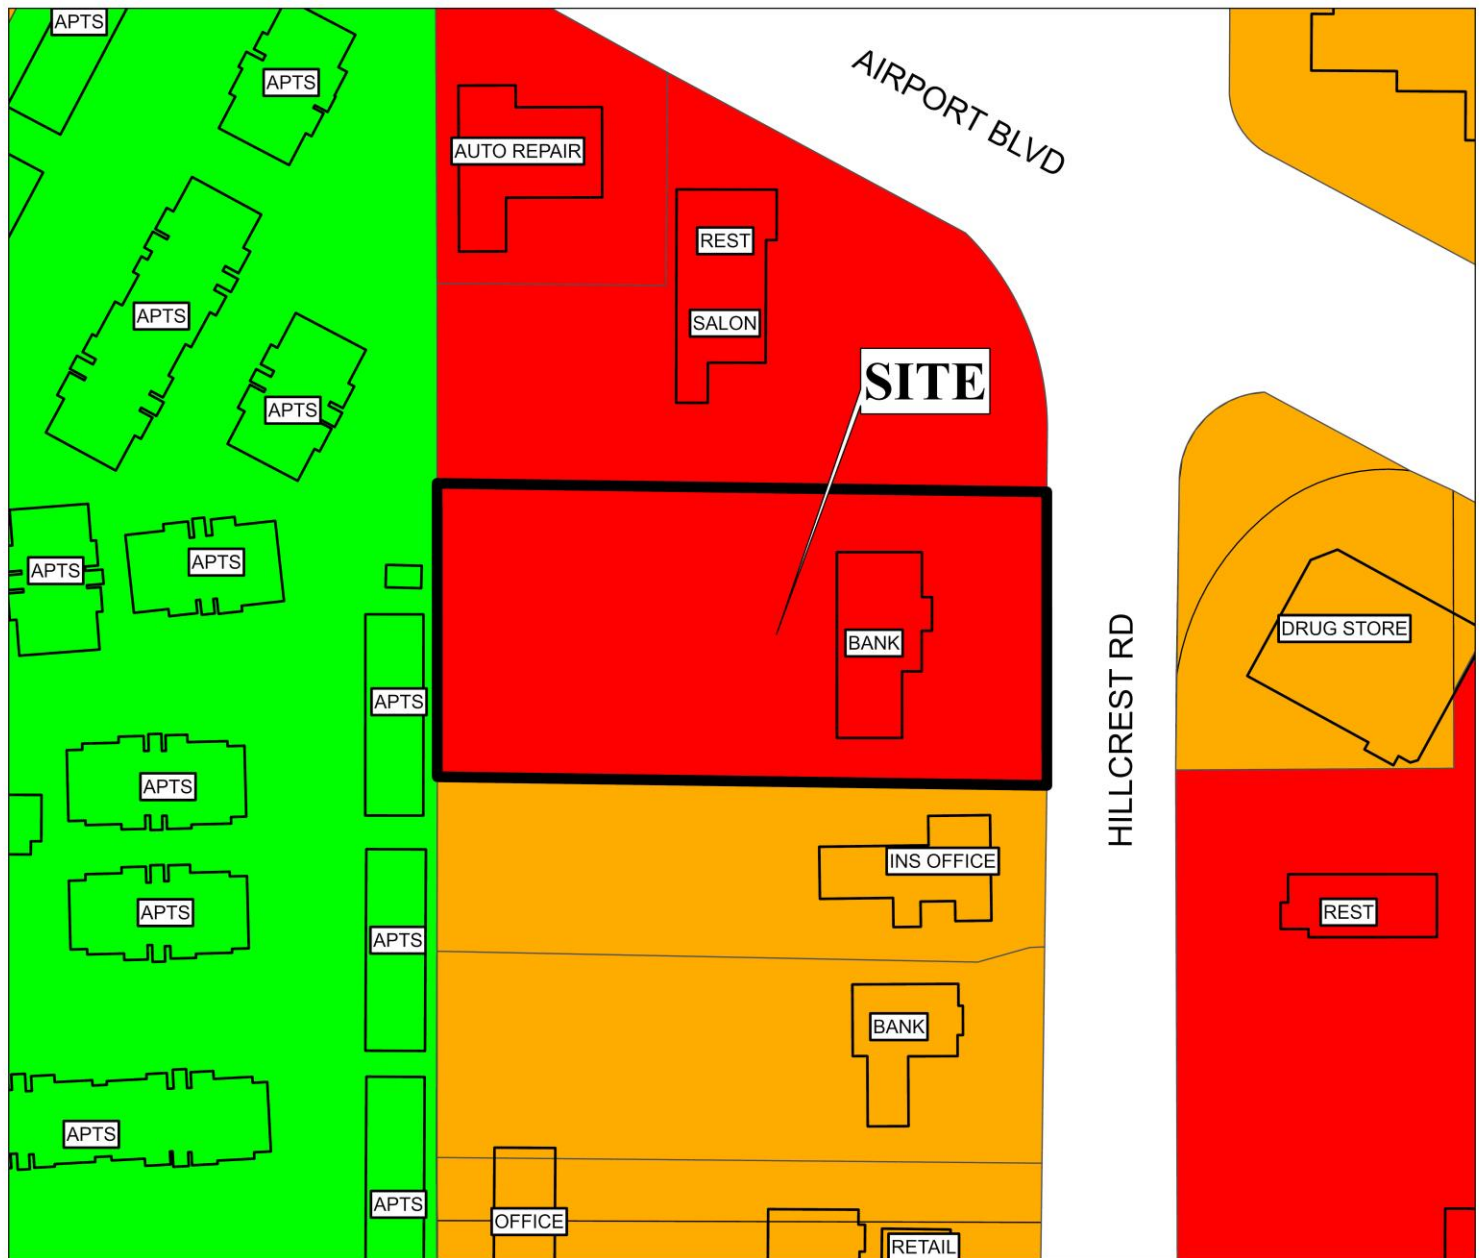 APTS
APTS
AIRPORT BLVD
AUTO REPAIR
REST
APTS
SALON
SITE
APTS
APTS
APTS
DRUG STORE
BANK
HILLCREST RD
APTS
APTS
INS OFFICE
APTS
REST
APTS
BANK
APTS
APTS
OFFICE
RETAIL